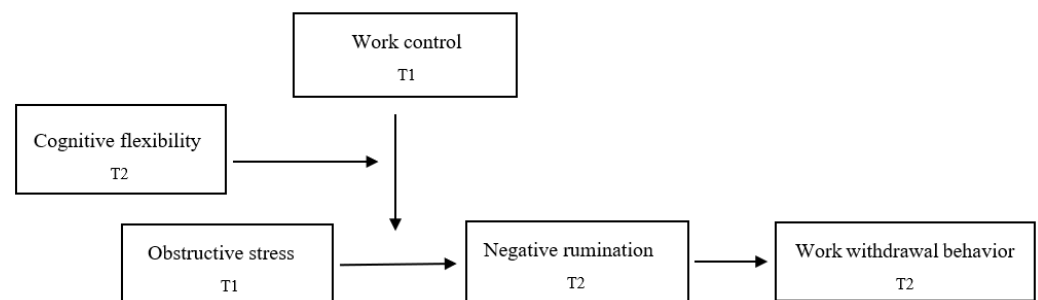 Work control
T1
Cognitive flexibility
T2
Obstructive stress
T1
Negative rumination
T2
Work withdrawal behavior
T2